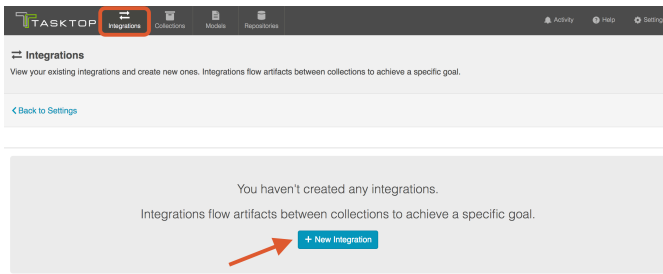 TASKTOP Integrations Collections Models Repositories Activity Help Setting
Integrations
View your existing integrations and create new ones. Integrations flow artifacts between collections to achieve a specific goal.
Back to Settings
You haven't created any integrations.
Integrations flow artifacts between collections to achieve a specific goal.
+ New Integration